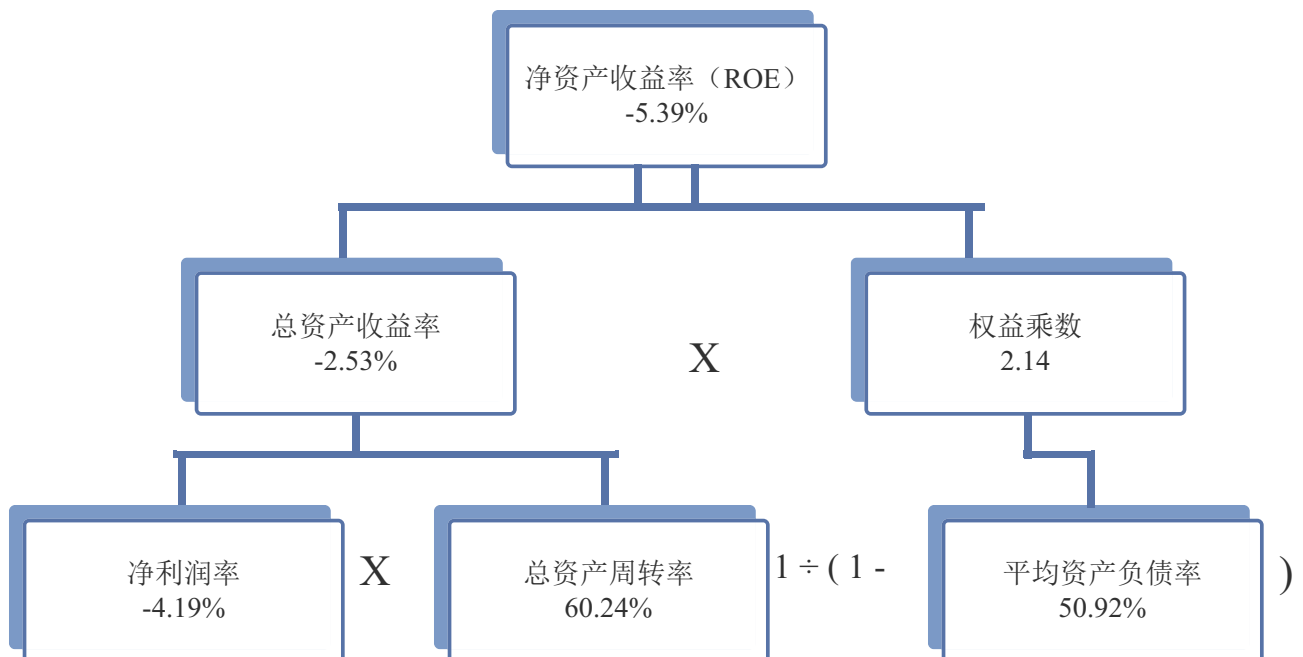 净资产收益率（ROE）
-5.39%
总资产收益率
-2.53%
X
权益乘数
2.14
净利润率
-4.19%
X
总资产周转率
60.24%
1 ÷ ( 1 -
平均资产负债率
50.92%
)